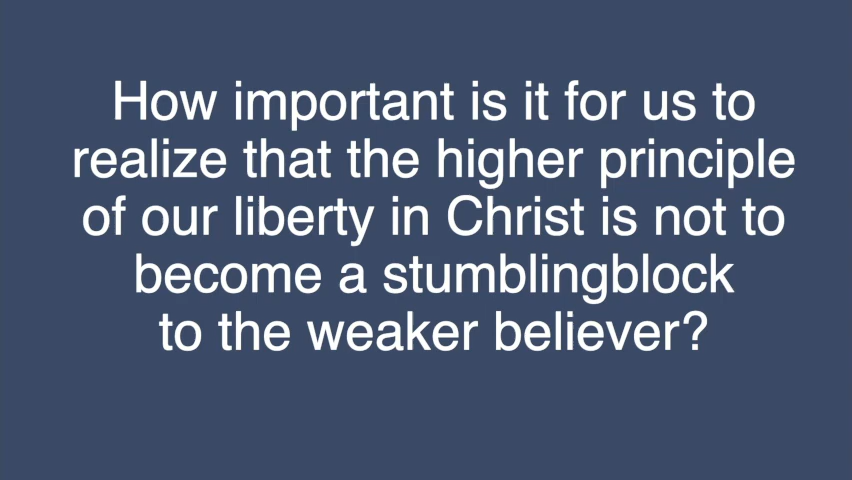 How important is it for us to
realize that the higher principle
of our liberty in Christ is not to
become a stumblingblock
to the weaker believer?